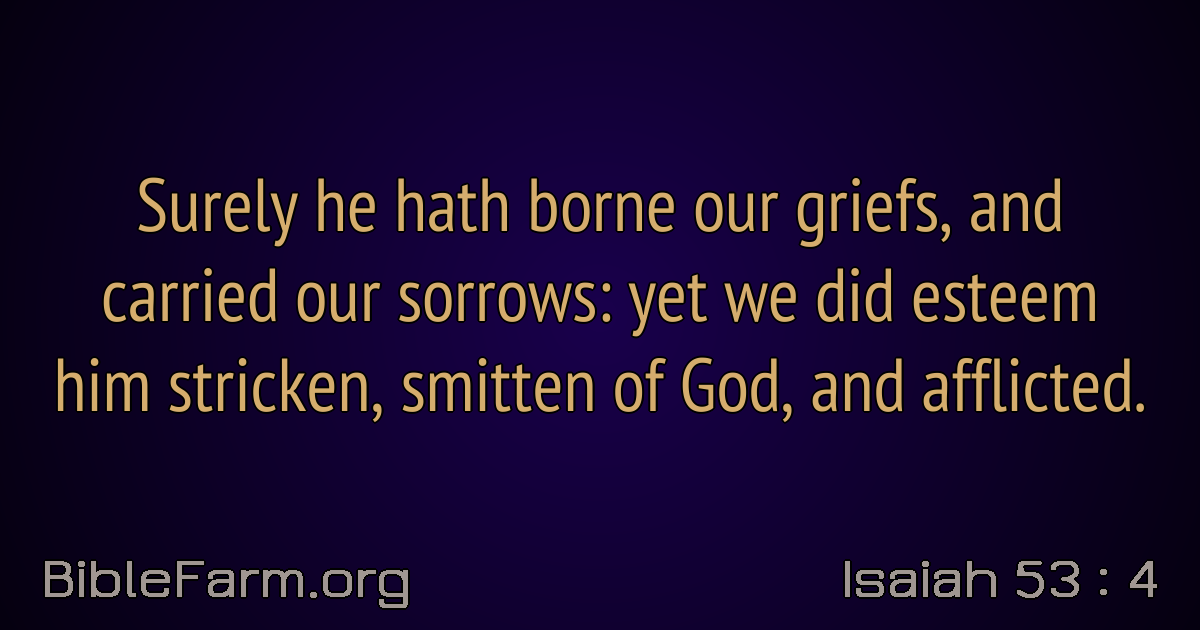 Surely he hath borne our griefs, and
carried our sorrows: yet we did esteem
him stricken, smitten of God, and afflicted.
BibleFarm.org
Isaiah 53 : 4